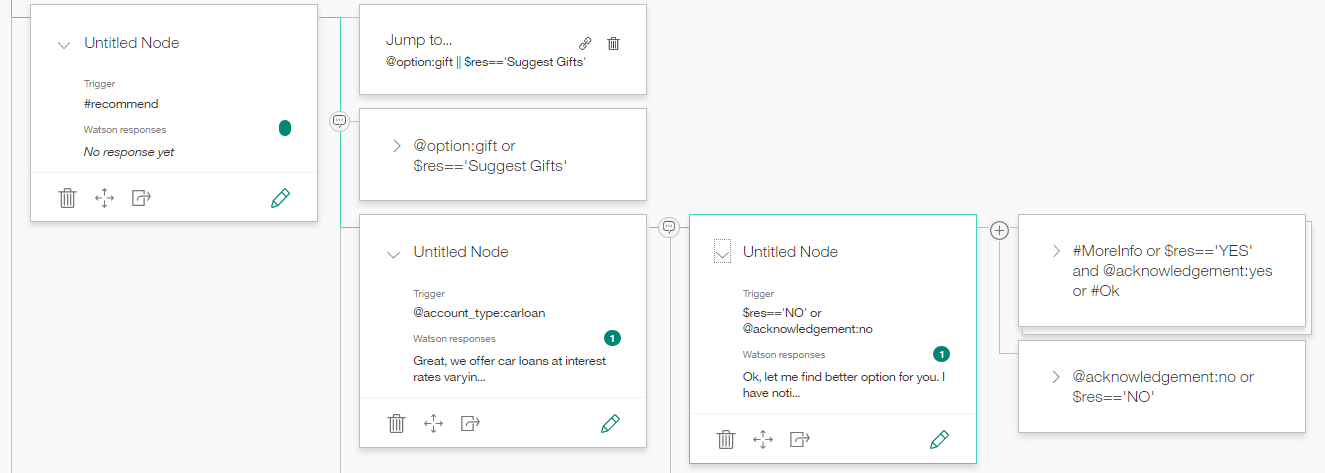 Untitled Node
Trigger
#recommend
Watson responses
No response yet
Jump to...
@option:gift || $res=='Suggest Gifts'
@option:gift or
$res=='Suggest Gifts'
Untitled Node
Trigger
@account_type:carloan
Watson responses
1
Great, we offer car loans at interest
rates varyin...
Untitled Node
Trigger
$res=='NO' or
@acknowledgement:no
Watson responses
1
Ok, let me find better option for you. I
have noti...
#MoreInfo or $res=='YES'
and @acknowledgement:yes
or #Ok
@acknowledgement:no or
$res=='NO'